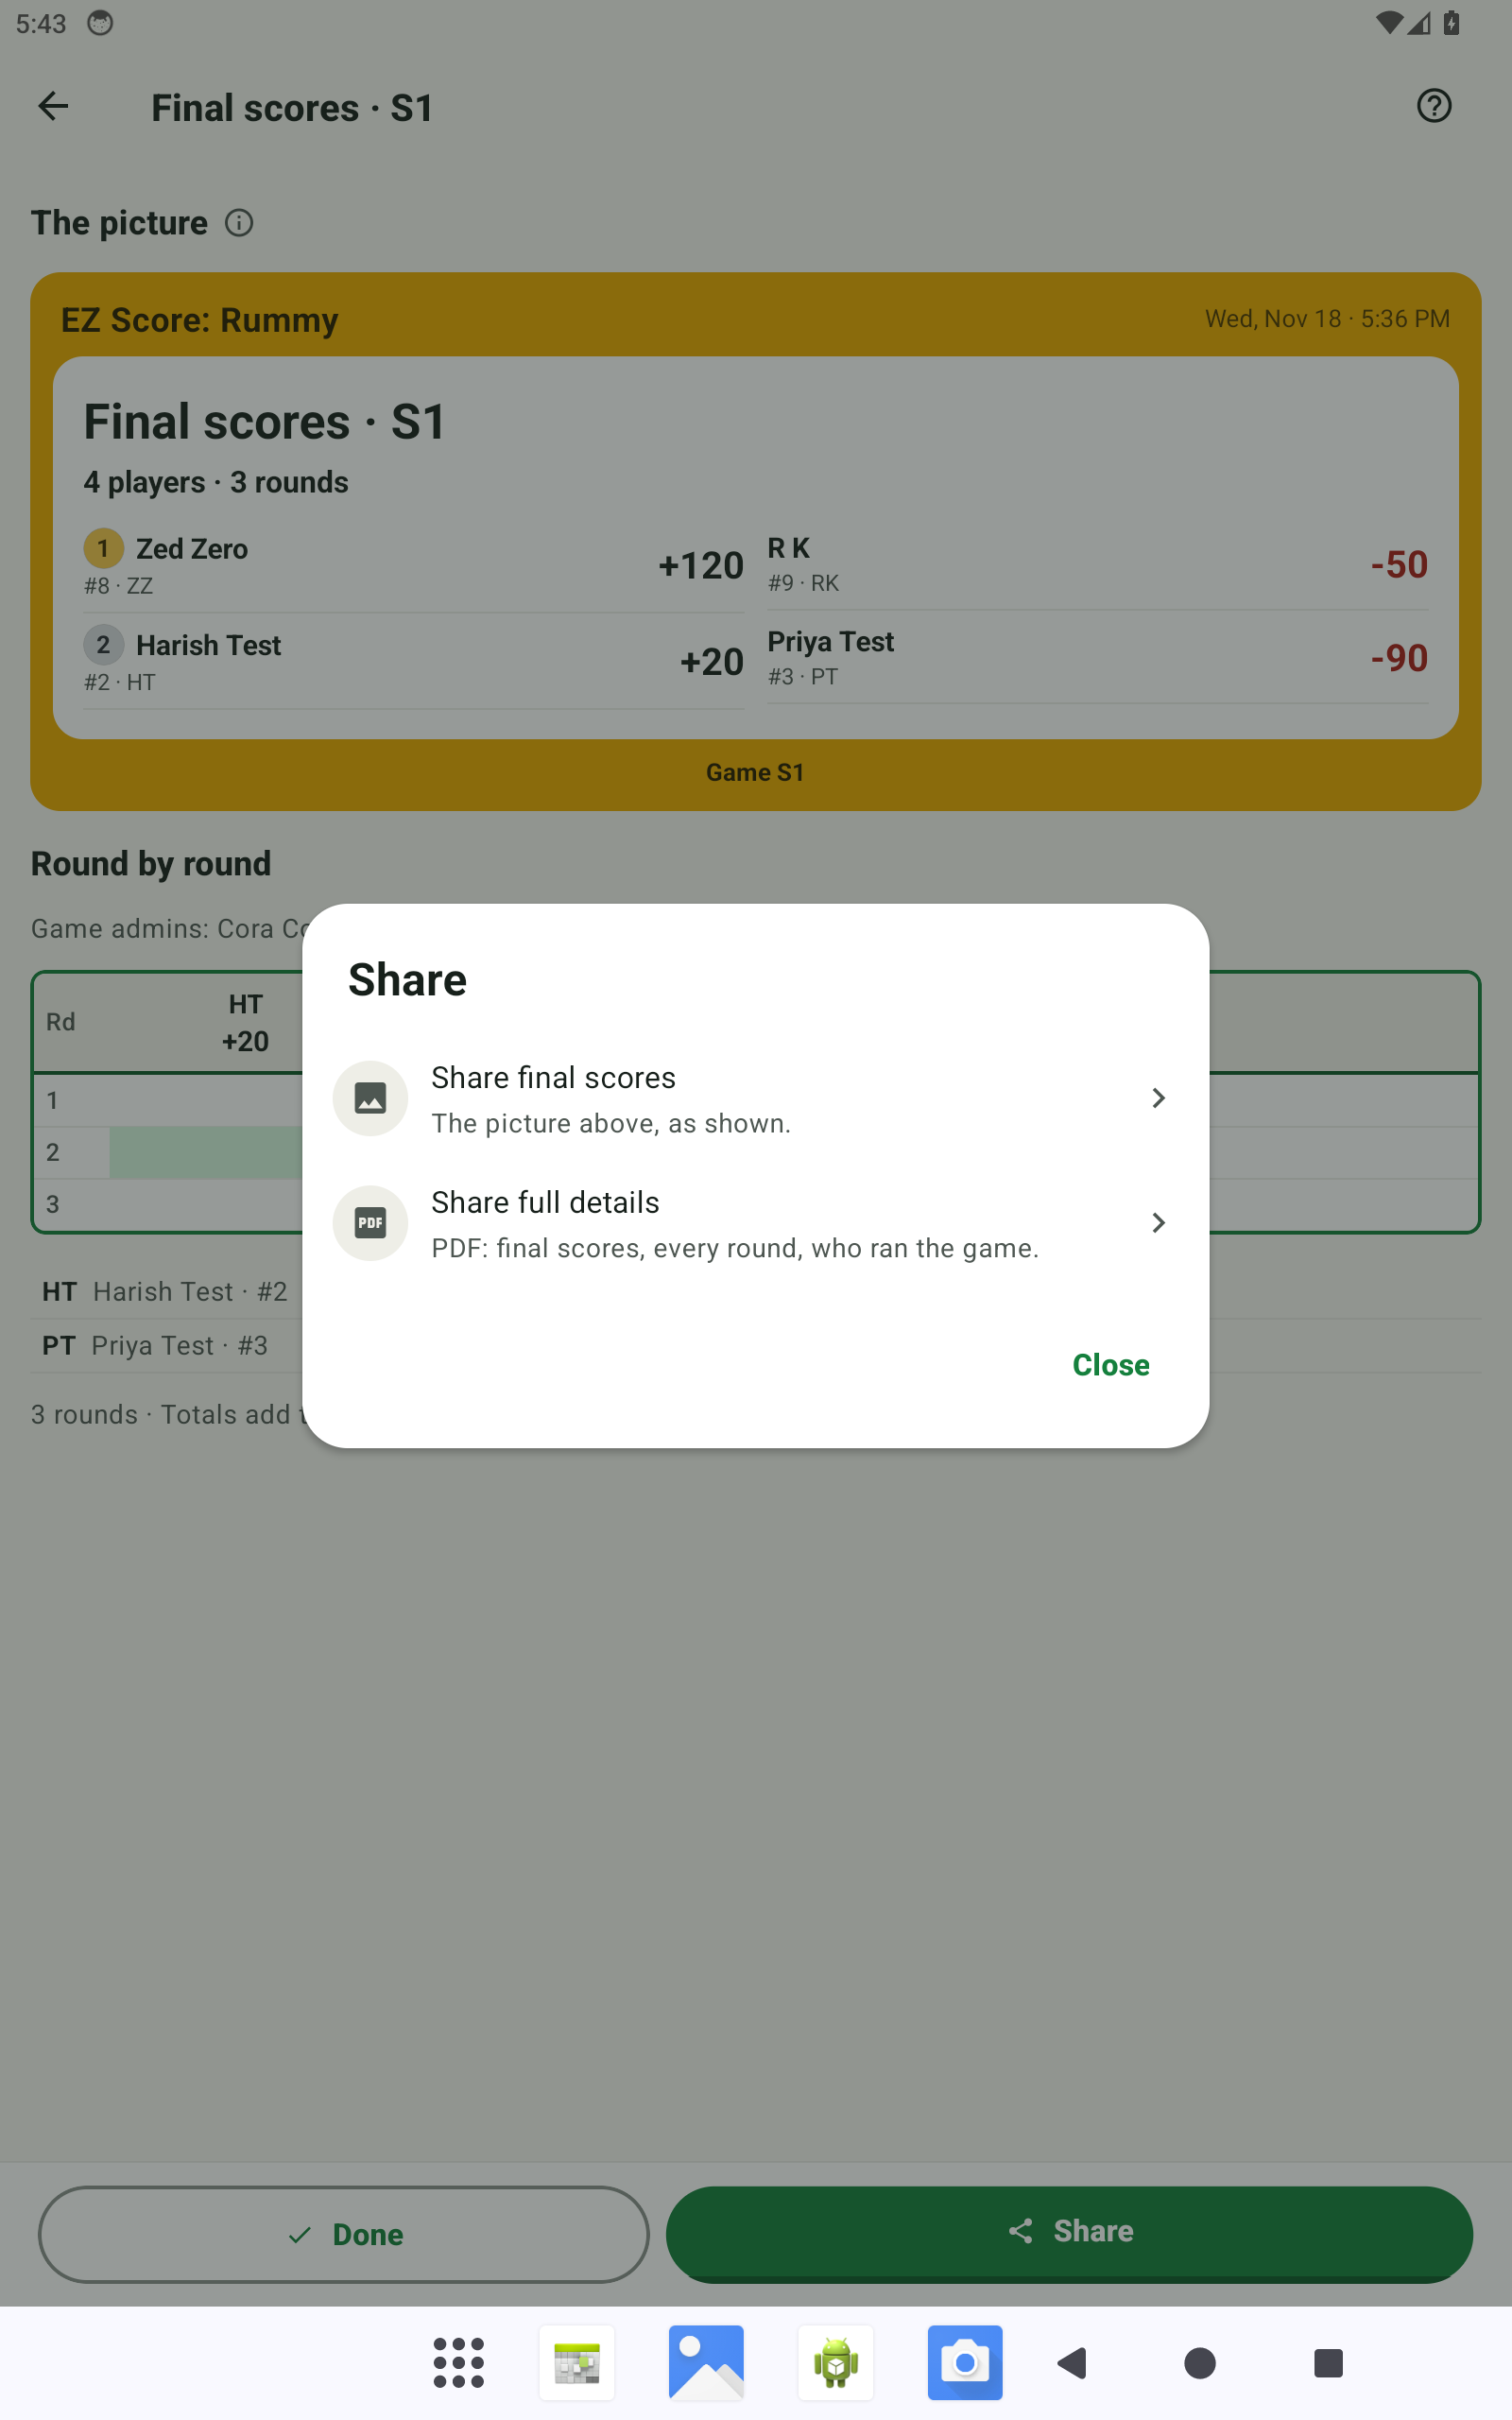 5:43
Final scores · S1
The picture
EZ Score: Rummy
Wed, Nov 18 · 5:36 PM
Final scores · S1
4 players · 3 rounds
1 Zed Zero
#8 · ZZ
+120
R K
#9 · RK
-50
2 Harish Test
#2 · HT
+20
Priya Test
#3 · PT
-90
Game S1
Round by round
Game admins: Cora
Rd
HT
+20
1
2
3
HT Harish Test · #2
PT Priya Test · #3
3 rounds · Totals add
Share
Share final scores
The picture above, as shown.
PDF
Share full details
PDF: final scores, every round, who ran the game.
Close
Done
Share